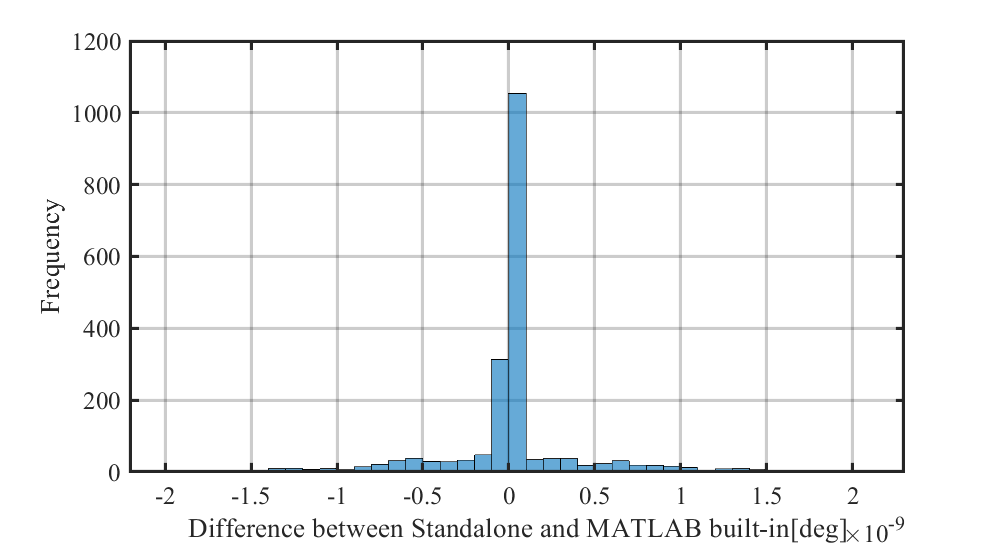 1200
1000
800
600
400
200
0
Frequency
-2 -1.5 -1 -0.5 0 0.5 1 1.5 2
Difference between Standalone and MATLAB built-in[deg]×10⁻⁹